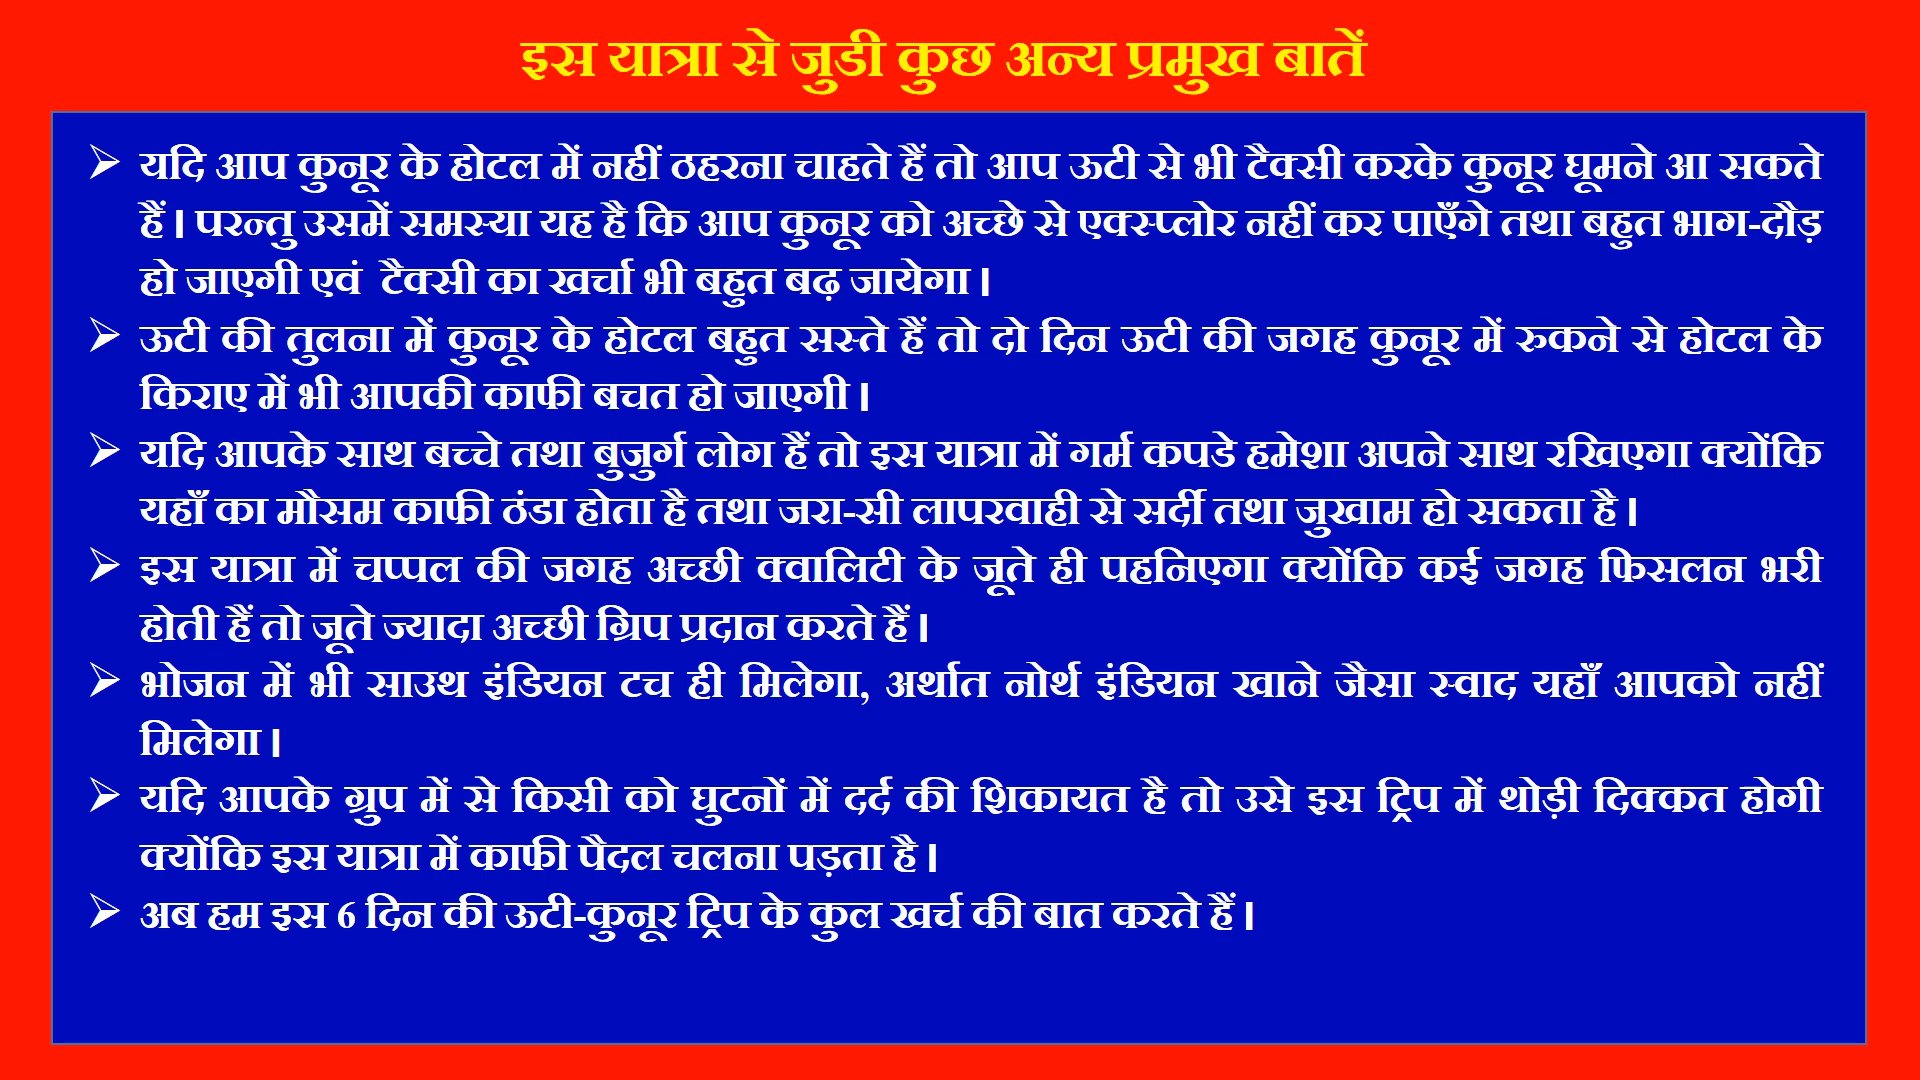 इस यात्रा से जुडी कुछ अन्य प्रमुख बातें
➢ यदि आप कुनूर के होटल में नहीं ठहरना चाहते हैं तो आप ऊटी से भी टैक्सी करके कुनूर घूमने आ सकते
हैं। परन्तु उसमें समस्या यह है कि आप कुनूर को अच्छे से एक्स्प्लोर नहीं कर पाएँगे तथा बहुत भाग-दौड़
हो जाएगी एवं टैक्सी का खर्चा भी बहुत बढ़ जायेगा।
➢ ऊटी की तुलना में कुनूर के होटल बहुत सस्ते हैं तो दो दिन ऊटी की जगह कुनूर में रुकने से होटल के
किराए में भी आपकी काफी बचत हो जाएगी।
➢ यदि आपके साथ बच्चे तथा बुजुर्ग लोग हैं तो इस यात्रा में गर्म कपडे हमेशा अपने साथ रखिएगा क्योंकि
यहाँ का मौसम काफी ठंडा होता है तथा जरा-सी लापरवाही से सर्दी तथा जुखाम हो सकता है।
➢ इस यात्रा में चप्पल की जगह अच्छी क्वालिटी के जूते ही पहनिएगा क्योंकि कई जगह फिसलन भरी
होती हैं तो जूते ज्यादा अच्छी ग्रिप प्रदान करते हैं।
➢ भोजन में भी साउथ इंडियन टच ही मिलेगा, अर्थात नोर्थ इंडियन खाने जैसा स्वाद यहाँ आपको नहीं
मिलेगा।
➢ यदि आपके ग्रुप में से किसी को घुटनों में दर्द की शिकायत है तो उसे इस ट्रिप में थोड़ी दिक्कत होगी
क्योंकि इस यात्रा में काफी पैदल चलना पड़ता है।
➢ अब हम इस 6 दिन की ऊटी-कुनूर ट्रिप के कुल खर्च की बात करते हैं।